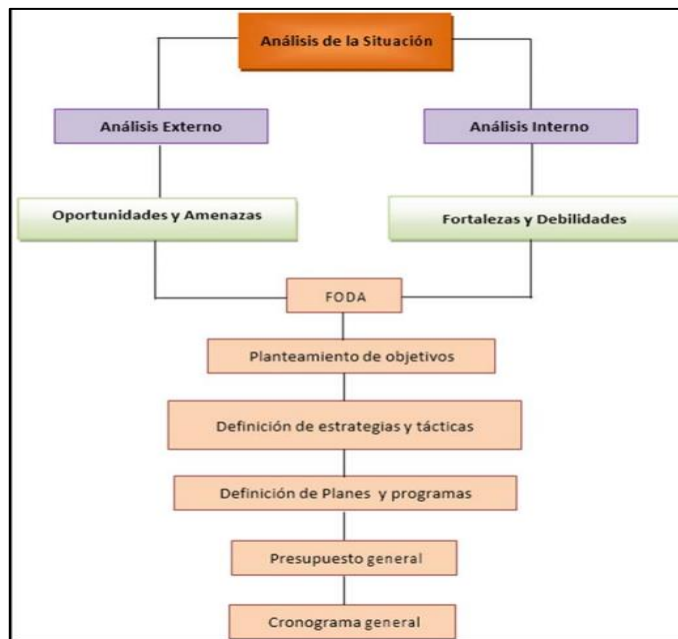 Análisis de la Situación
Análisis Externo
Análisis Interno
Oportunidades y Amenazas
Fortalezas y Debilidades
FODA
Planteamiento de objetivos
Definición de estrategias y tácticas
Definición de Planes y programas
Presupuesto general
Cronograma general